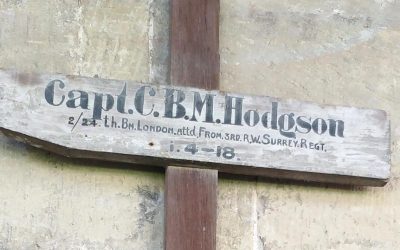 Capt. C.B.M. Hodgson
2/24.th. Bn. London. attd, From. 3rd. R.W. Surrey. Regt.
1.4-18.